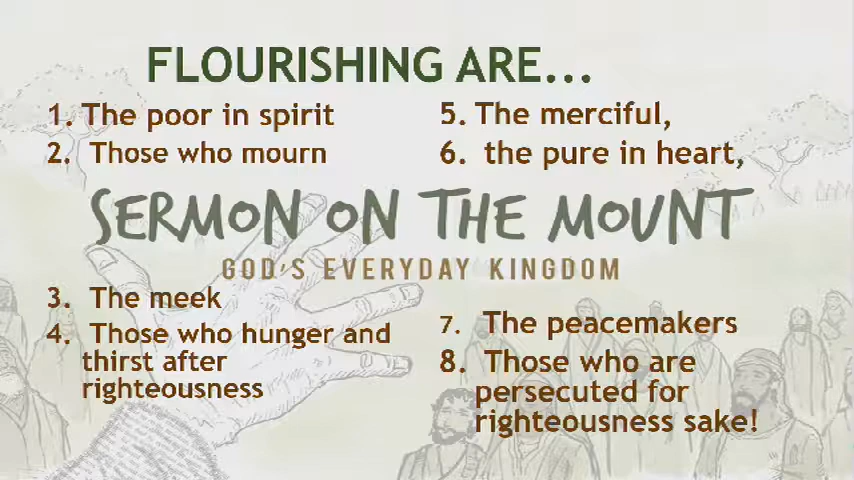 FLOURISHING ARE...
1. The poor in spirit
2. Those who mourn
5. The merciful,
6. the pure in heart,
SERMON ON THE MOUNT
GOD'S EVERYDAY KINGDOM
3. The meek
4. Those who hunger and
thirst after
righteousness
7. The peacemakers
8. Those who are
persecuted for
righteousness sake!